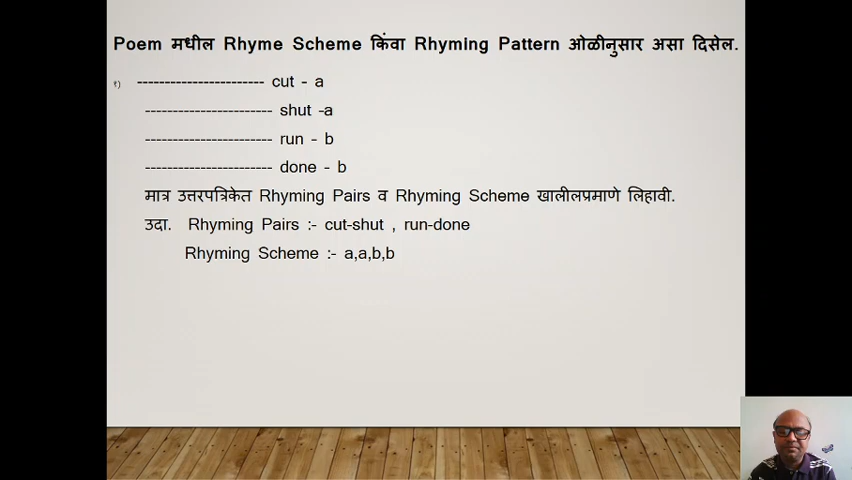 Poem मधील Rhyme Scheme किंवा Rhyming Pattern ओळीनुसार असा दिसेल.
१) ----------------------- cut - a
----------------------- shut -a
----------------------- run - b
----------------------- done - b
मात्र उत्तरपत्रिकेत Rhyming Pairs व Rhyming Scheme खालीलप्रमाणे लिहावी.
उदा. Rhyming Pairs :- cut-shut , run-done
Rhyming Scheme :- a,a,b,b